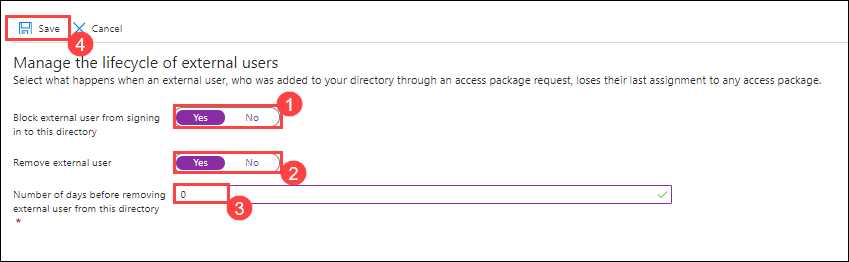 Save
Cancel
4
Manage the lifecycle of external users
Select what happens when an external user, who was added to your directory through an access package request, loses their last assignment to any access package.
1
Block external user from signing
in to this directory
Yes
No
Remove external user
Yes
No
2
Number of days before removing
external user from this directory
*
0
3